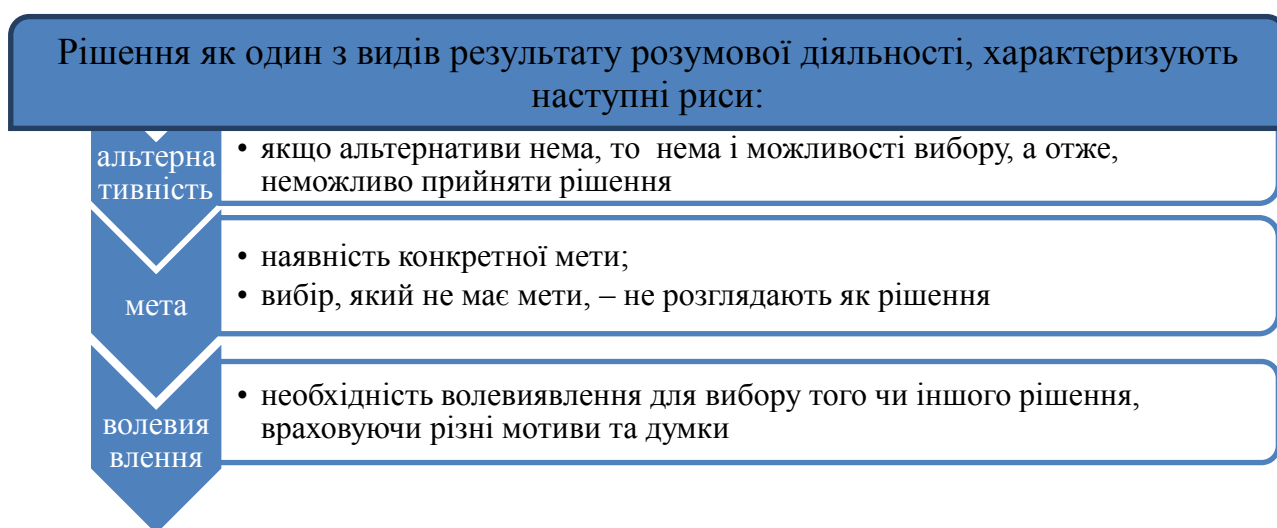 Рішення як один з видів результату розумової діяльності, характеризують
наступні риси:
альтерна
тивність
• якщо альтернативи нема, то нема і можливості вибору, а отже,
неможливо прийняти рішення
мета
• наявність конкретної мети;
• вибір, який не має мети, – не розглядають як рішення
волевия
влення
• необхідність волевиявлення для вибору того чи іншого рішення,
враховуючи різні мотиви та думки